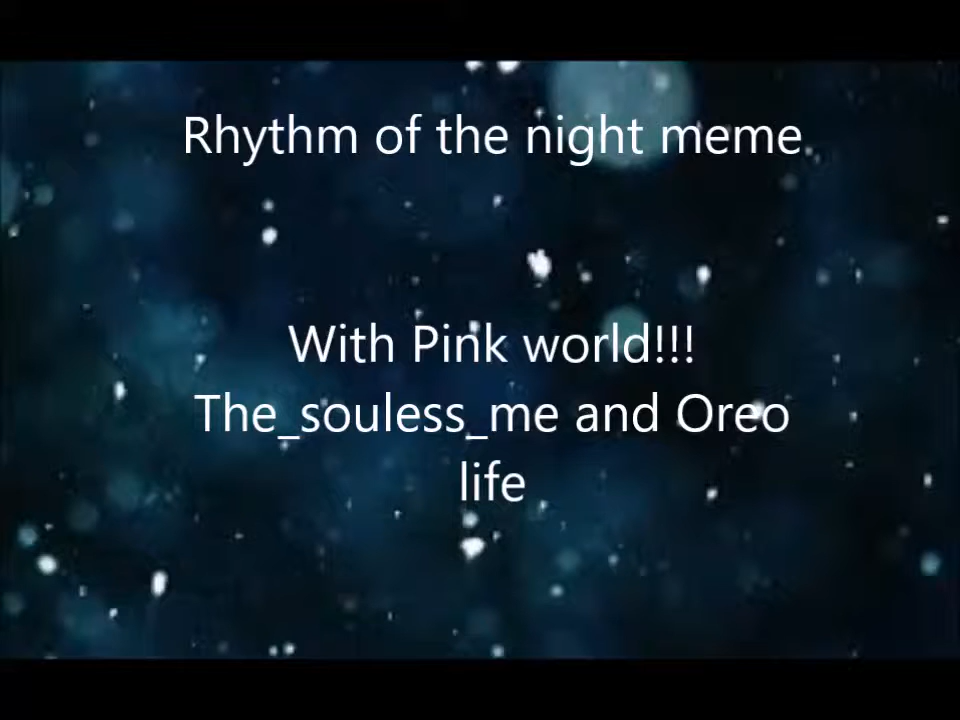 Rhythm of the night meme
With Pink world!!!
The_souless_me and Oreo
life